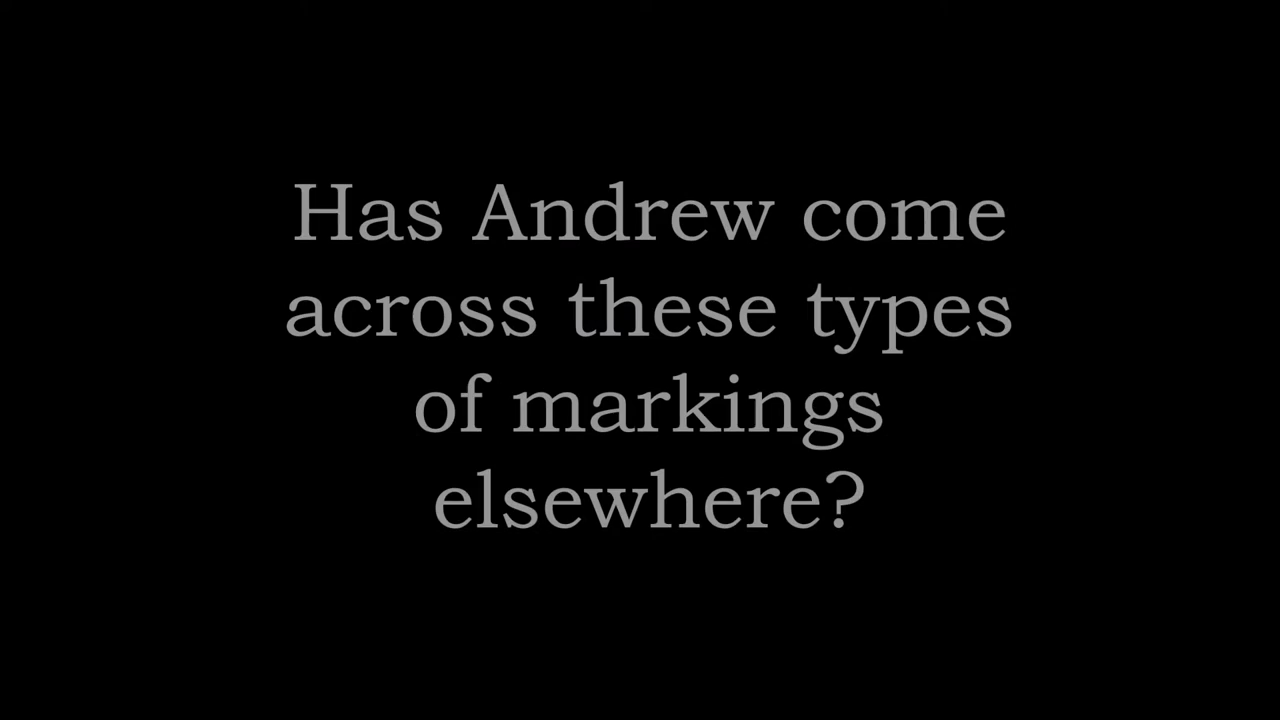 Has Andrew come
across these types
of markings
elsewhere?